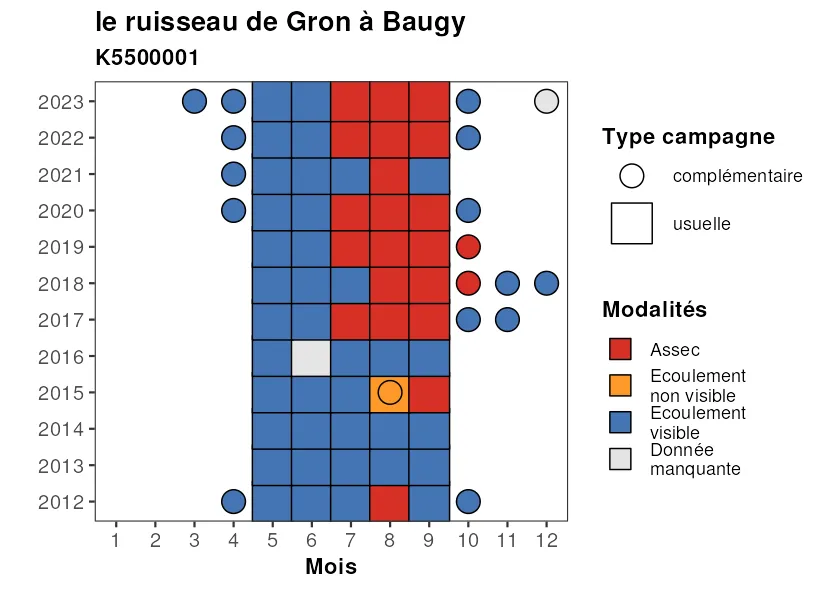 le ruisseau de Gron à Baugy
K5500001
2023
2022
2021
2020
2019
2018
2017
2016
2015
2014
2013
2012
1 2 3 4 5 6 7 8 9 10 11 12
Mois
Type campagne
complémentaire
usuelle
Modalités
Assec
Ecoulement
non visible
Ecoulement
visible
Donnée
manquante